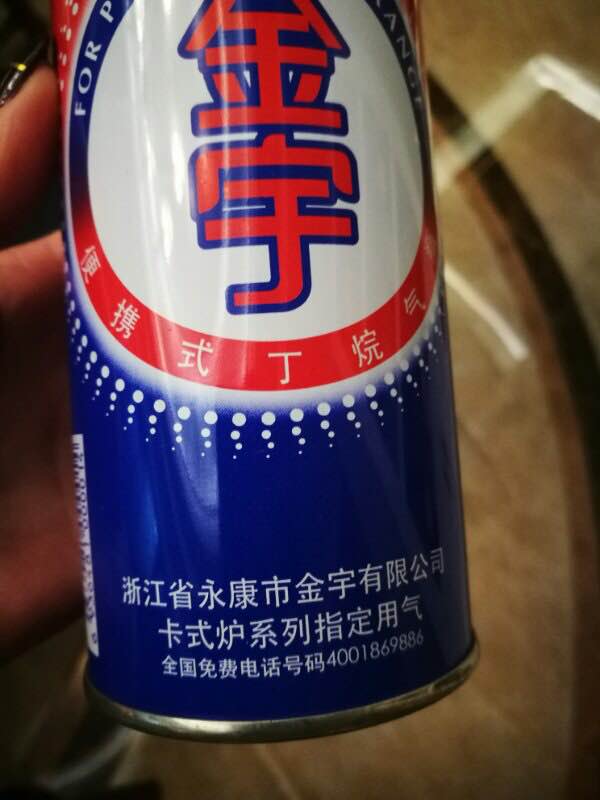 FOR P
ANGE
金宇
便携式丁烷气
浙江省永康市金宇有限公司
卡式炉系列指定用气
全国免费电话号码4001869886